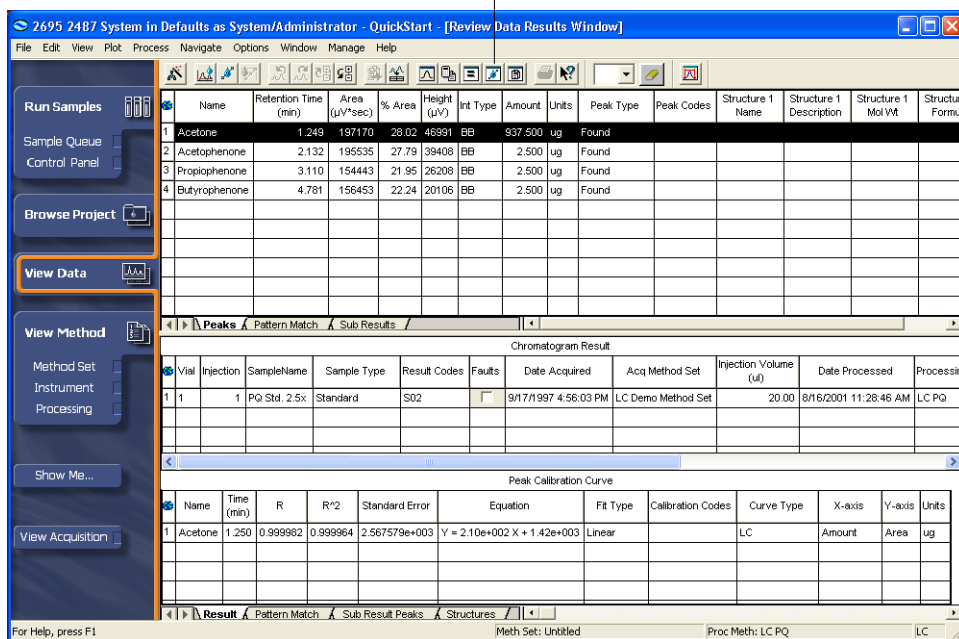 2695 2487 System in Defaults as System/Administrator - QuickStart - [Review Data Results Window]
File Edit View Plot Process Navigate Options Window Manage Help
Run Samples
Sample Queue
Control Panel
Browse Project
View Data
View Method
Method Set
Instrument
Processing
Show Me...
View Acquisition
Name Retention Time (min) Area (µV*sec) % Area Height (µV) Int Type Amount Units Peak Type Peak Codes Structure 1 Name Structure 1 Description Structure 1 Mol Wt Structu Formu
1 Acetone 1.249 197170 28.02 46991 BB 937.500 ug Found
2 Acetophenone 2.132 195535 27.79 39408 BB 2.500 ug Found
3 Propiophenone 3.110 154443 21.95 26208 BB 2.500 ug Found
4 Butyrophenone 4.781 156453 22.24 20106 BB 2.500 ug Found
Peaks Pattern Match Sub Results
Chromatogram Result
Vial Injection SampleName Sample Type Result Codes Faults Date Acquired Acq Method Set Injection Volume (ul) Date Processed Processin
1 1 1 PQ Std. 2.5x Standard S02 9/17/1997 4:56:03 PM LC Demo Method Set 20.00 8/16/2001 11:28:46 AM LC PQ
Peak Calibration Curve
Name Time (min) R R^2 Standard Error Equation Fit Type Calibration Codes Curve Type X-axis Y-axis Units
1 Acetone 1.250 0.999982 0.999964 2.567579e+003 Y = 2.10e+002 X + 1.42e+003 Linear LC Amount Area ug
Result Pattern Match Sub Result Peaks Structures
For Help, press F1 Meth Set: Untitled Proc Meth: LC PQ LC